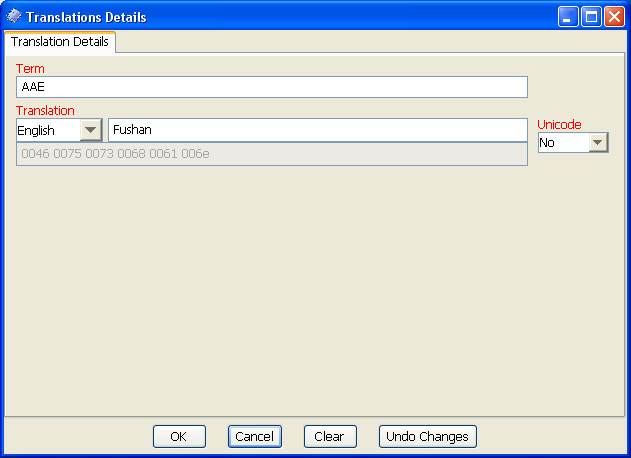 Translations Details
Translation Details
Term
AAE
Translation
English Fushan
Unicode
No
0046 0075 0073 0068 0061 006e
OK Cancel Clear Undo Changes